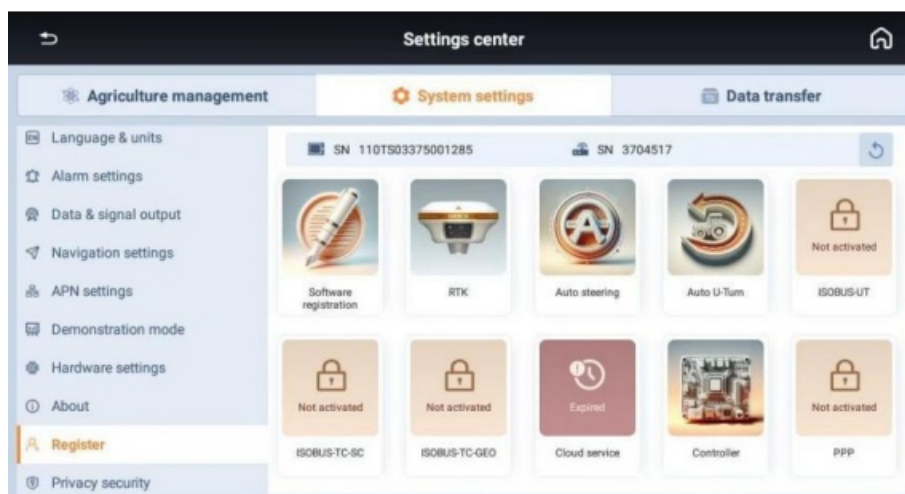 Settings center
Agriculture management
System settings
Data transfer
Language & units
Alarm settings
Data & signal output
Navigation settings
APN settings
Demonstration mode
Hardware settings
About
Register
Privacy security
SN 110TS03375001285
SN 3704517
Software
registration
RTK
Auto steering
Auto U-Turn
Not activated
ISOBUS-UT
Not activated
ISOBUS-TC-SC
Not activated
ISOBUS-TC-GEO
Expired
Cloud service
Controller
Not activated
PPP